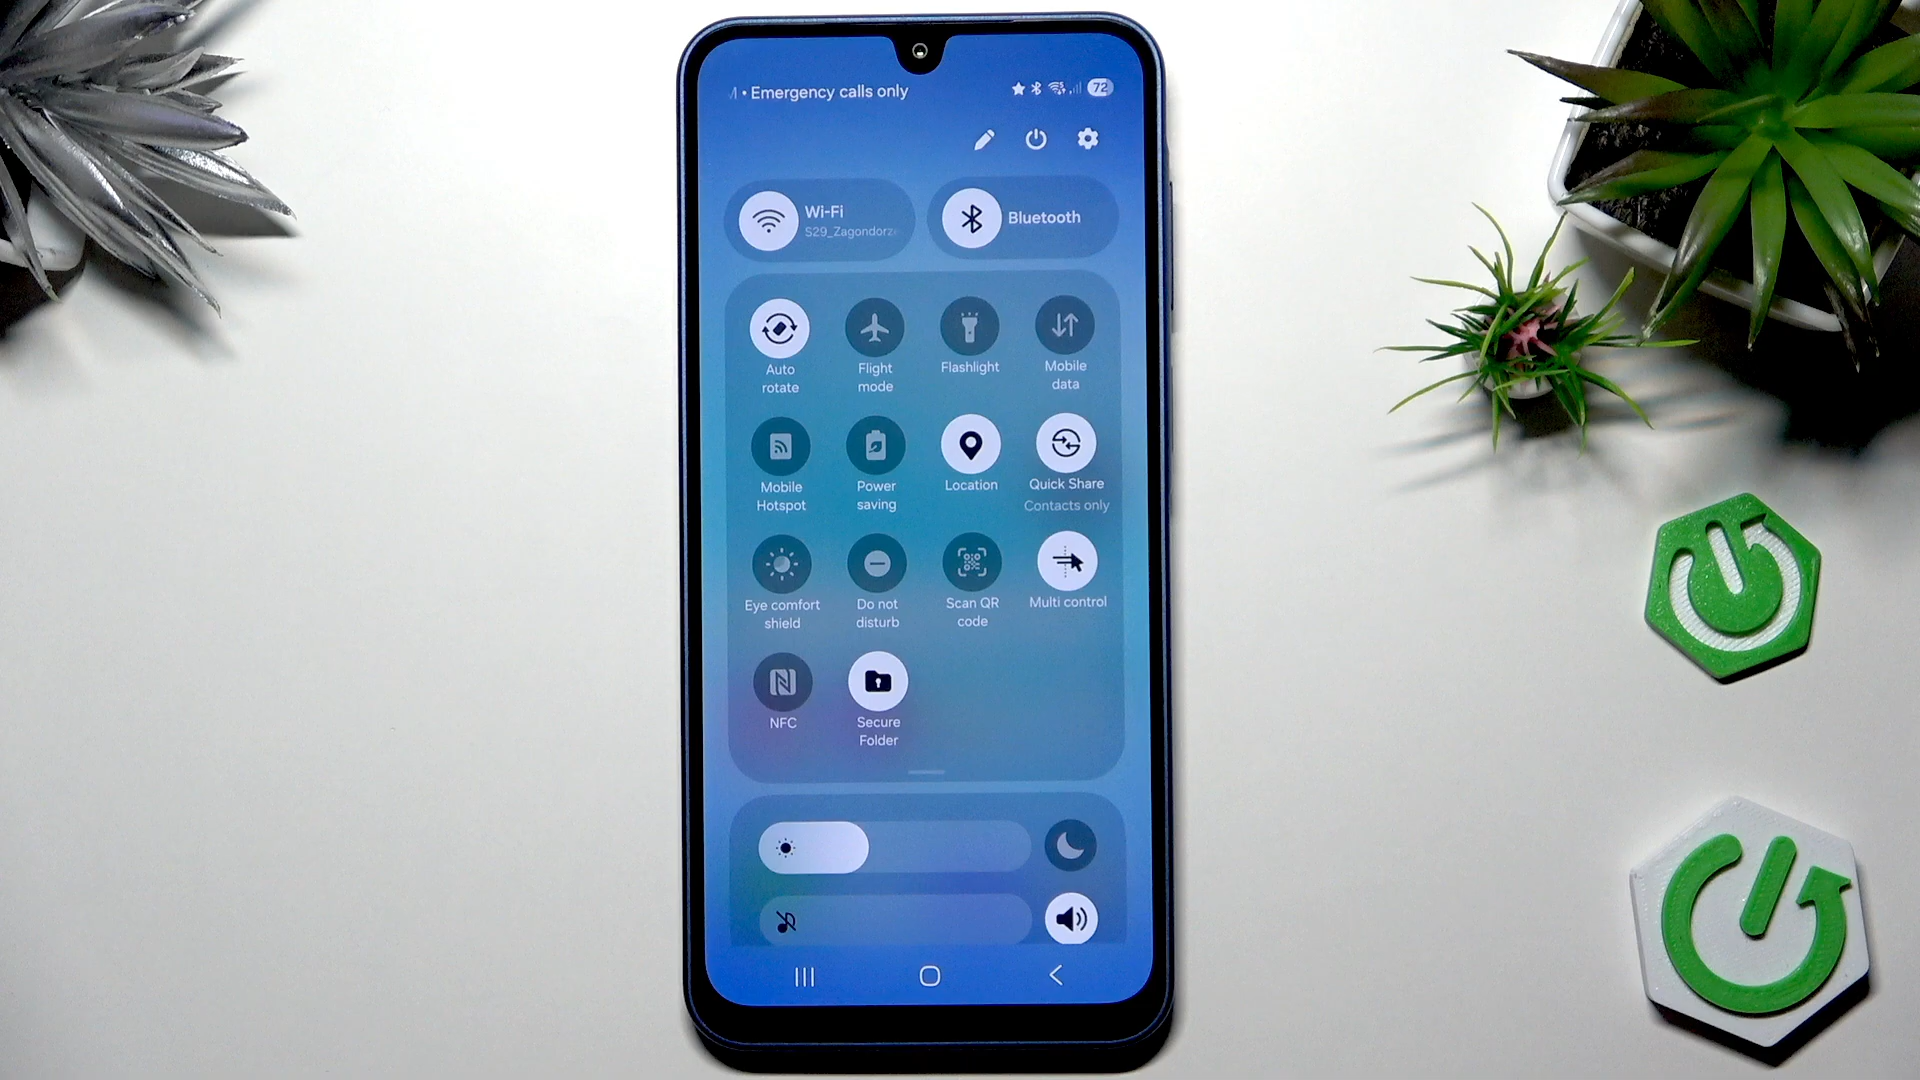 • Emergency calls only
72
Wi-Fi
Bluetooth
S29_Zagondorz
Auto rotate
Flight mode
Flashlight
Mobile data
Mobile Hotspot
Power saving
Location
Quick Share
Contacts only
Eye comfort shield
Do not disturb
Scan QR code
Multi control
NFC
Secure Folder